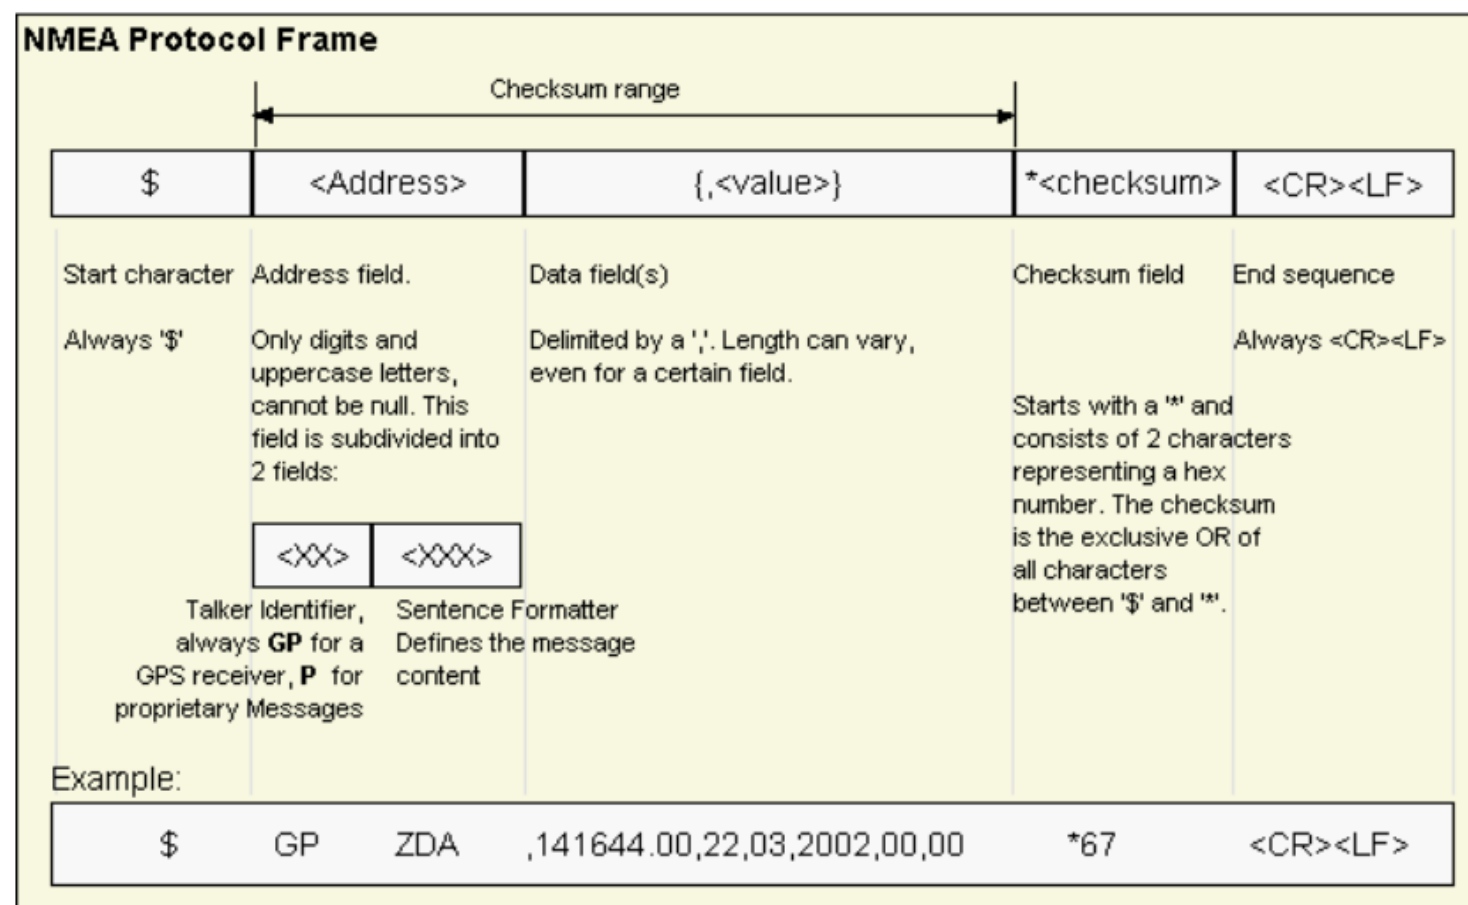 NMEA Protocol Frame
Checksum range
$ <Address> {,<value>} *<checksum> <CR><LF>
Start character
Always '$'
Address field.
Only digits and
uppercase letters,
cannot be null. This
field is subdivided into
2 fields:
<XX> <XXX>
Talker Identifier,
always GP for a
GPS receiver, P for
proprietary Messages
Sentence Formatter
Defines the message
content
Data field(s)
Delimited by a ','. Length can vary,
even for a certain field.
Checksum field
Starts with a '*' and
consists of 2 characters
representing a hex
number. The checksum
is the exclusive OR of
all characters
between '$' and '*'.
End sequence
Always <CR><LF>
Example:
$ GP ZDA ,141644.00,22,03,2002,00,00 *67 <CR><LF>